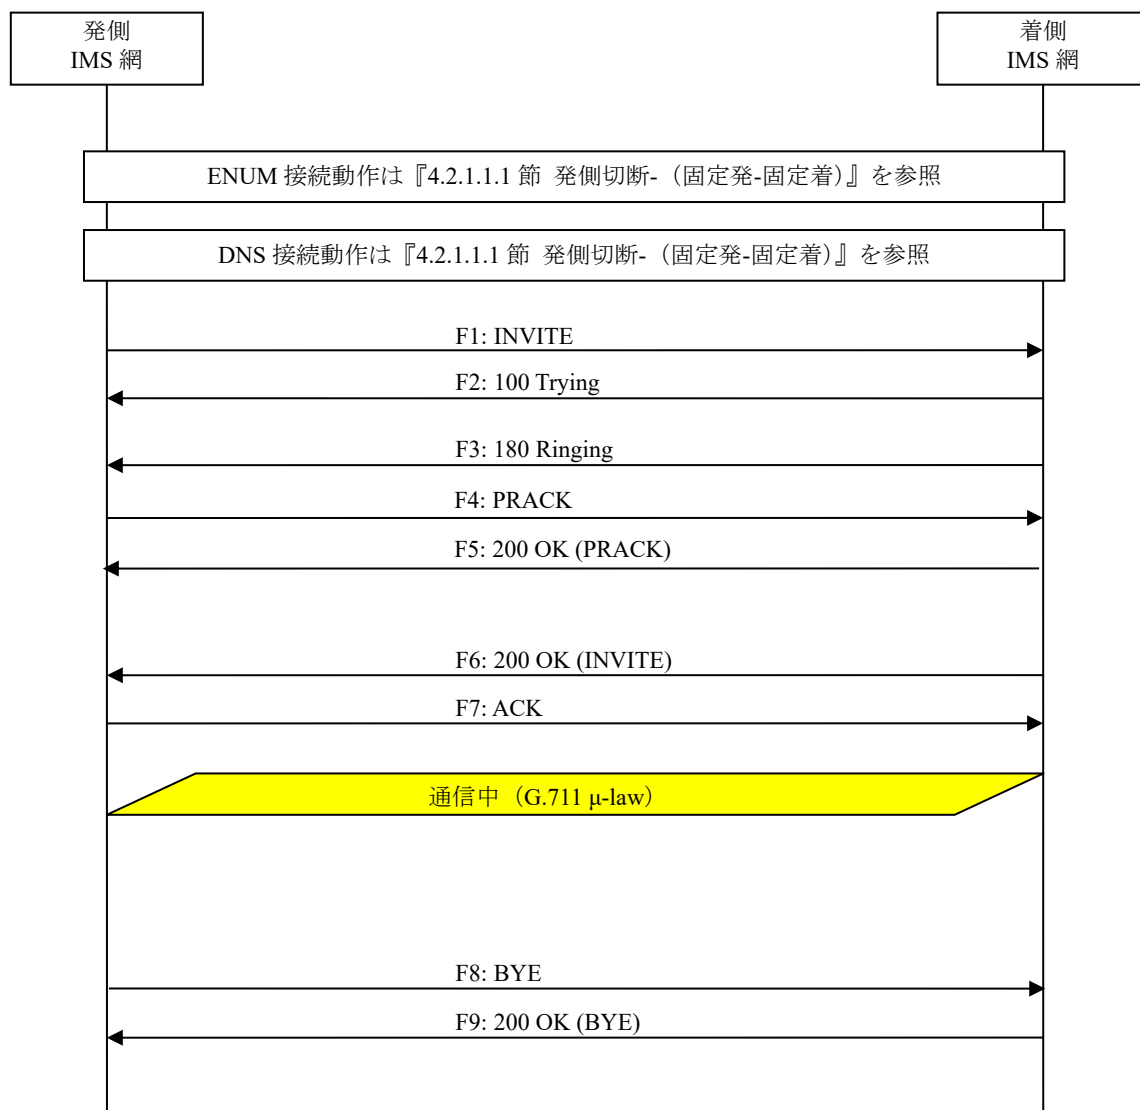 発側
IMS 網
着側
IMS 網
ENUM 接続動作は『4.2.1.1.1 節 発側切断-（固定発-固定着）』を参照
DNS 接続動作は『4.2.1.1.1 節 発側切断-（固定発-固定着）』を参照
F1: INVITE
F2: 100 Trying
F3: 180 Ringing
F4: PRACK
F5: 200 OK (PRACK)
F6: 200 OK (INVITE)
F7: ACK
通信中（G.711 μ-law）
F8: BYE
F9: 200 OK (BYE)